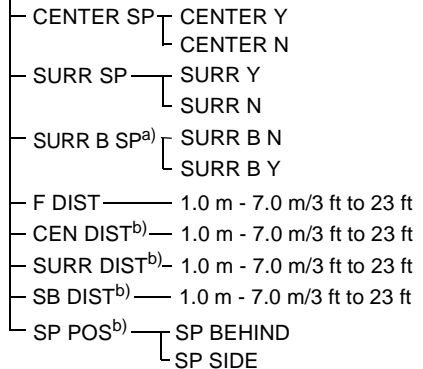 CENTER SP CENTER Y
CENTER N
SURR SP SURR Y
SURR N
SURR B SPa) SURR B N
SURR B Y
F DIST 1.0 m - 7.0 m/3 ft to 23 ft
CEN DISTb) 1.0 m - 7.0 m/3 ft to 23 ft
SURR DISTb) 1.0 m - 7.0 m/3 ft to 23 ft
SB DISTb) 1.0 m - 7.0 m/3 ft to 23 ft
SP POSb) SP BEHIND
SP SIDE